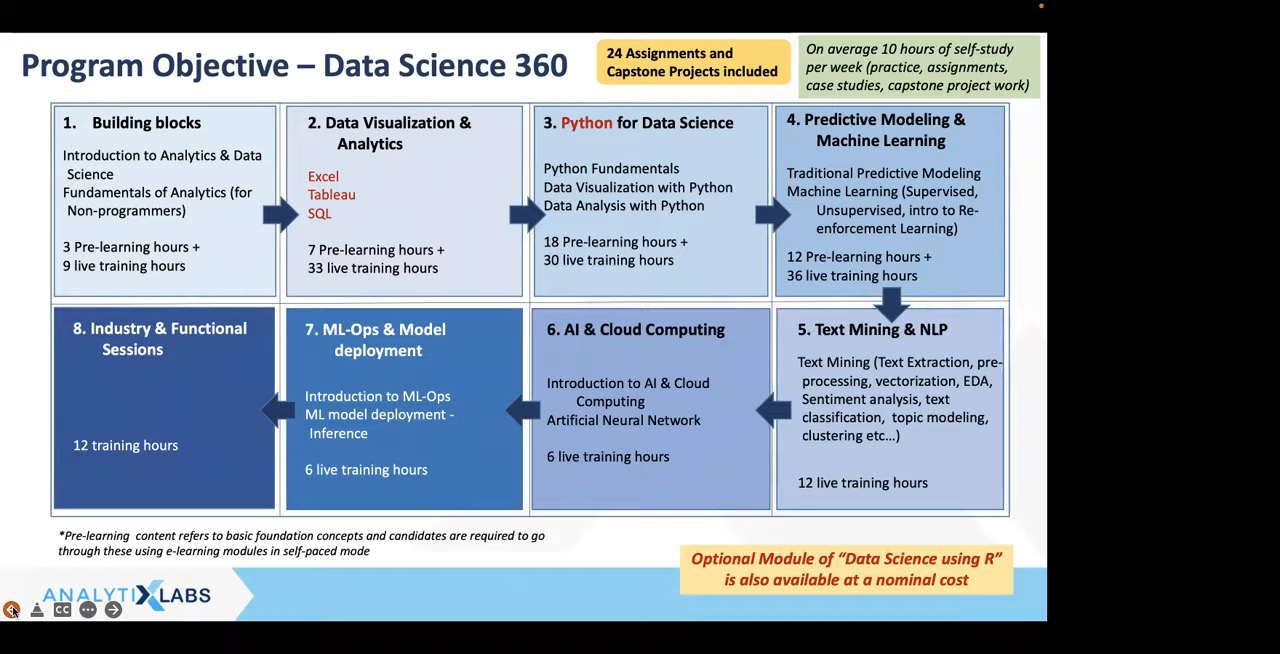 Program Objective – Data Science 360
24 Assignments and
Capstone Projects included
On average 10 hours of self-study
per week (practice, assignments,
case studies, capstone project work)
1. Building blocks
Introduction to Analytics & Data
Science
Fundamentals of Analytics (for
Non-programmers)
3 Pre-learning hours +
9 live training hours
2. Data Visualization &
Analytics
Excel
Tableau
SQL
7 Pre-learning hours +
33 live training hours
3. Python for Data Science
Python Fundamentals
Data Visualization with Python
Data Analysis with Python
18 Pre-learning hours +
30 live training hours
4. Predictive Modeling &
Machine Learning
Traditional Predictive Modeling
Machine Learning (Supervised,
Unsupervised, intro to Re-
enforcement Learning)
12 Pre-learning hours +
36 live training hours
8. Industry & Functional
Sessions
12 training hours
7. ML-Ops & Model
deployment
Introduction to ML-Ops
ML model deployment -
Inference
6 live training hours
6. AI & Cloud Computing
Introduction to AI & Cloud
Computing
Artificial Neural Network
6 live training hours
5. Text Mining & NLP
Text Mining (Text Extraction, pre-
processing, vectorization, EDA,
Sentiment analysis, text
classification, topic modeling,
clustering etc…)
12 live training hours
*Pre-learning content refers to basic foundation concepts and candidates are required to go
through these using e-learning modules in self-paced mode
Optional Module of “Data Science using R”
is also available at a nominal cost
ANALYTIXLABS
CC